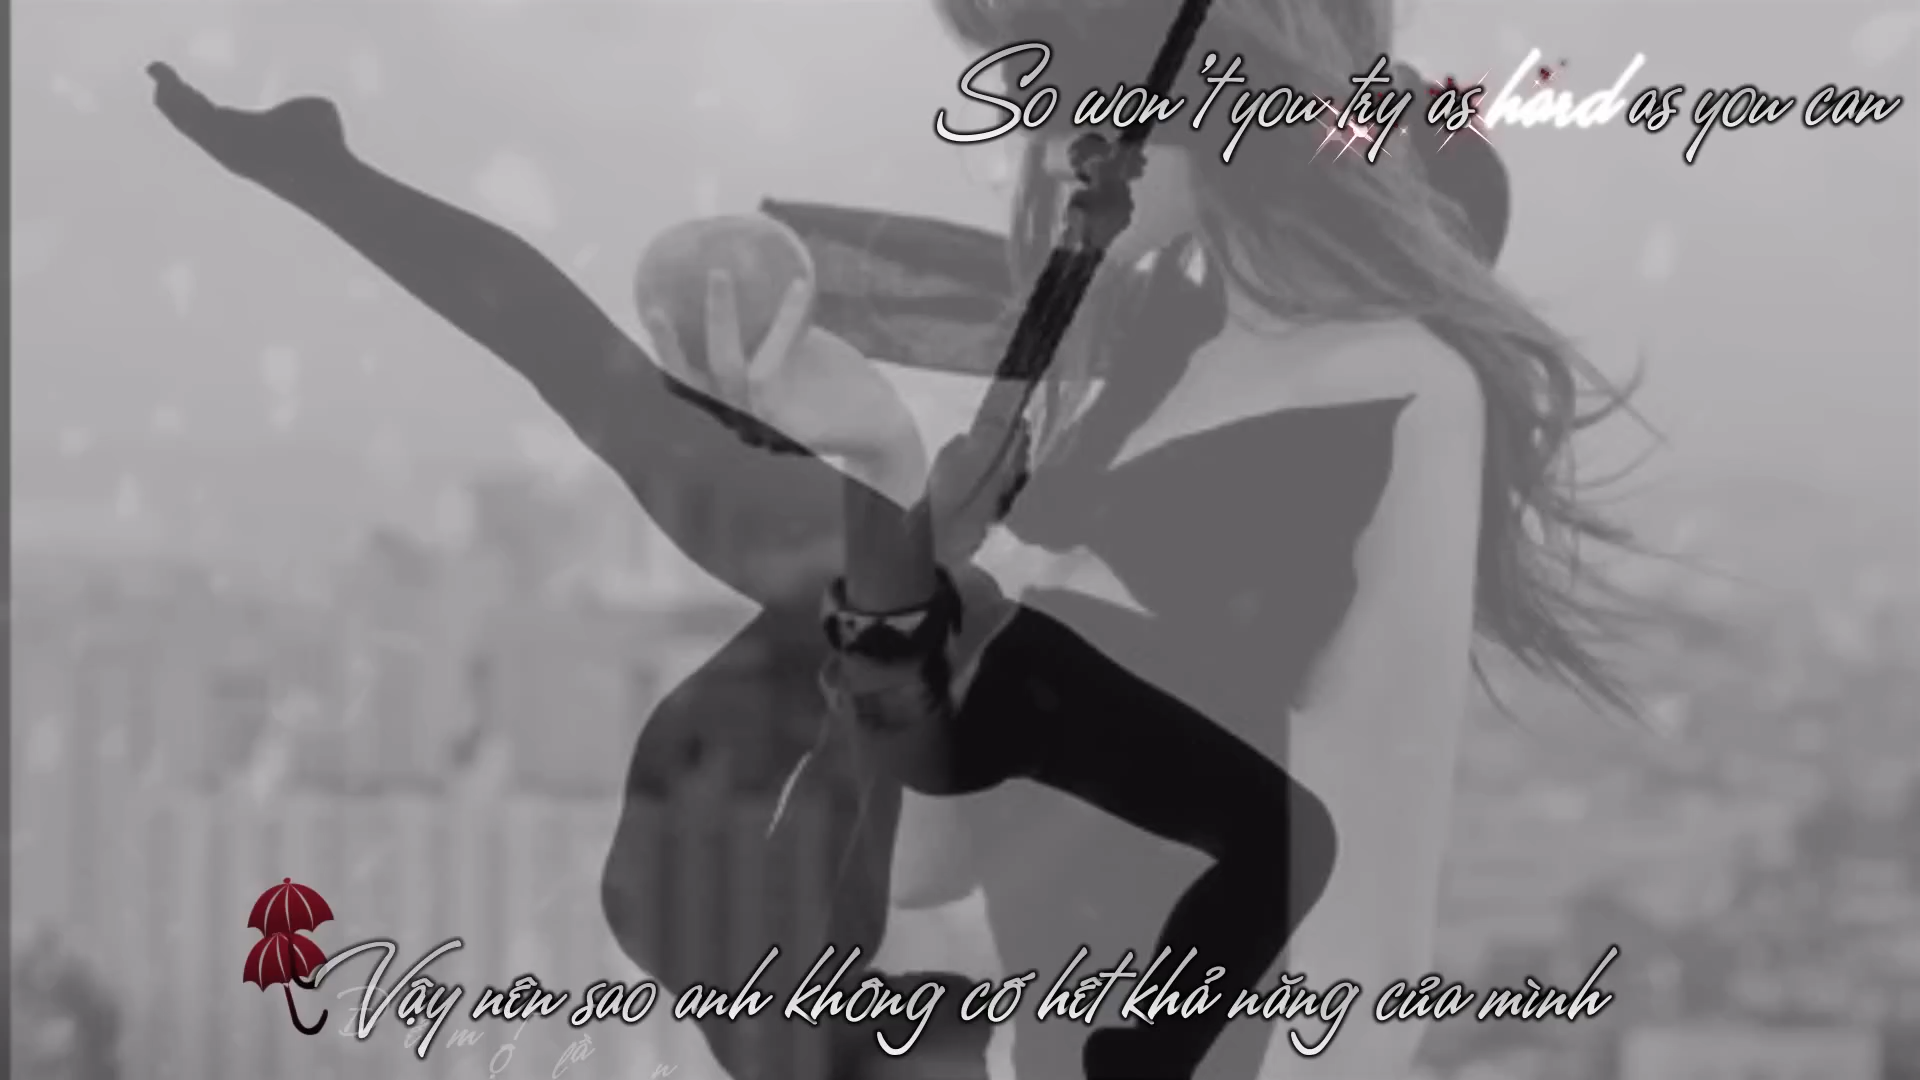 So won't you try as hard as you can
Vậy nên sao anh không cố hết khả năng của mình